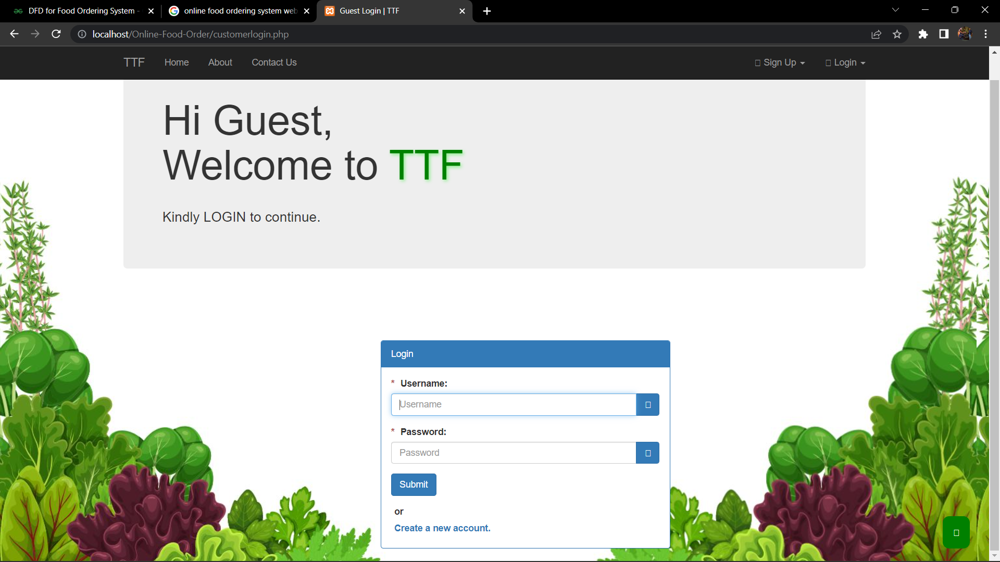 DFD for Food Ordering System -
online food ordering system web
Guest Login | TTF
localhost/Online-Food-Order/customerlogin.php
TTF Home About Contact Us Sign Up Login
Hi Guest,
Welcome to TTF
Kindly LOGIN to continue.
Login
* Username:
Username
* Password:
Password
Submit
or
Create a new account.